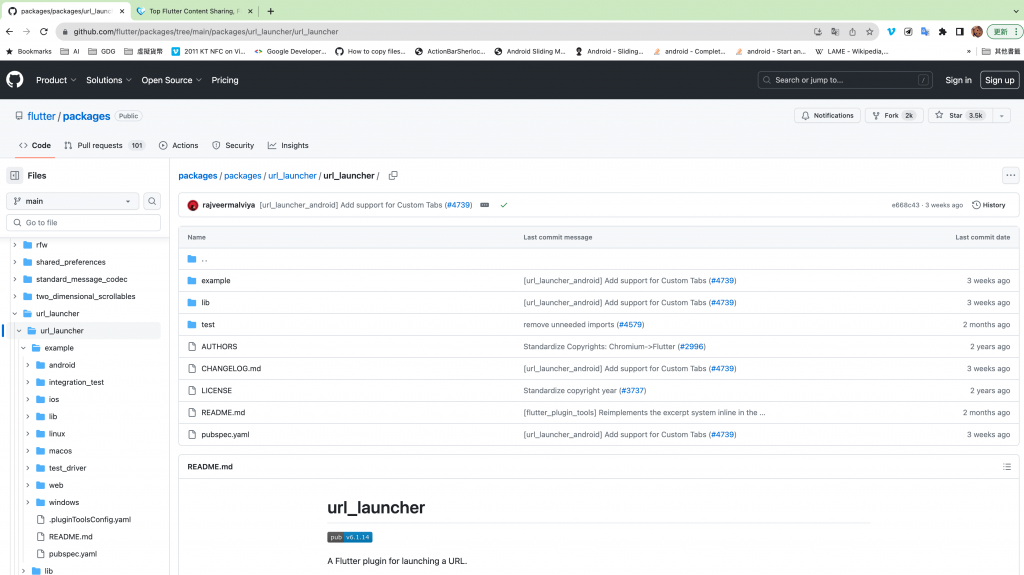 packages/packages/url_launc
Top Flutter Content Sharing, F
github.com/flutter/packages/tree/main/packages/url_launcher/url_launcher
更新
Bookmarks
AI
GDG
虛擬貨幣
2011 KT NFC on Vi...
Google Developer...
How to copy files...
ActionBarSherloc...
Android Sliding M...
Android - Sliding...
android - Complet...
android - Start an...
LAME - Wikipedia,...
»
其他書籤
Product
Solutions
Open Source
Pricing
Search or jump to...
/
Sign in
Sign up
flutter / packages
Public
Notifications
Fork 2k
Star 3.5k
Code
Pull requests 101
Actions
Security
Insights
Files
main
Go to file
rfw
shared_preferences
standard_message_codec
two_dimensional_scrollables
url_launcher
url_launcher
example
android
integration_test
ios
lib
linux
macos
test_driver
web
windows
.pluginToolsConfig.yaml
README.md
pubspec.yaml
lib
packages / packages / url_launcher / url_launcher /
rajveermalviya [url_launcher_android] Add support for Custom Tabs (#4739)
e668c43 · 3 weeks ago
History
Name Last commit message Last commit date
. .
example [url_launcher_android] Add support for Custom Tabs (#4739) 3 weeks ago
lib [url_launcher_android] Add support for Custom Tabs (#4739) 3 weeks ago
test remove unneeded imports (#4579) 2 months ago
AUTHORS Standardize Copyrights: Chromium->Flutter (#2996) 2 years ago
CHANGELOG.md [url_launcher_android] Add support for Custom Tabs (#4739) 3 weeks ago
LICENSE Standardize copyright year (#3737) 2 years ago
README.md [flutter_plugin_tools] Reimplements the excerpt system inline in the ... 2 months ago
pubspec.yaml [url_launcher_android] Add support for Custom Tabs (#4739) 3 weeks ago
README.md
url_launcher
pub v6.1.14
A Flutter plugin for launching a URL.